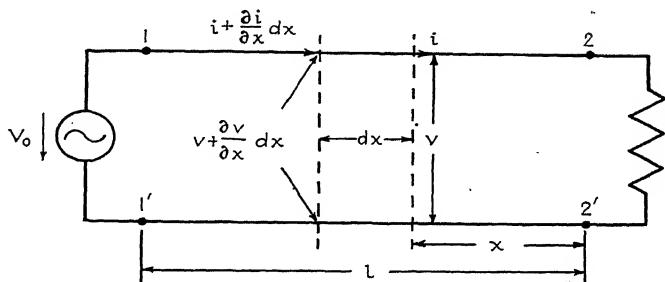 1
i + ∂i/∂x dx
i
2
V₀
v + ∂v/∂x dx
dx
v
1'
2'
x
l